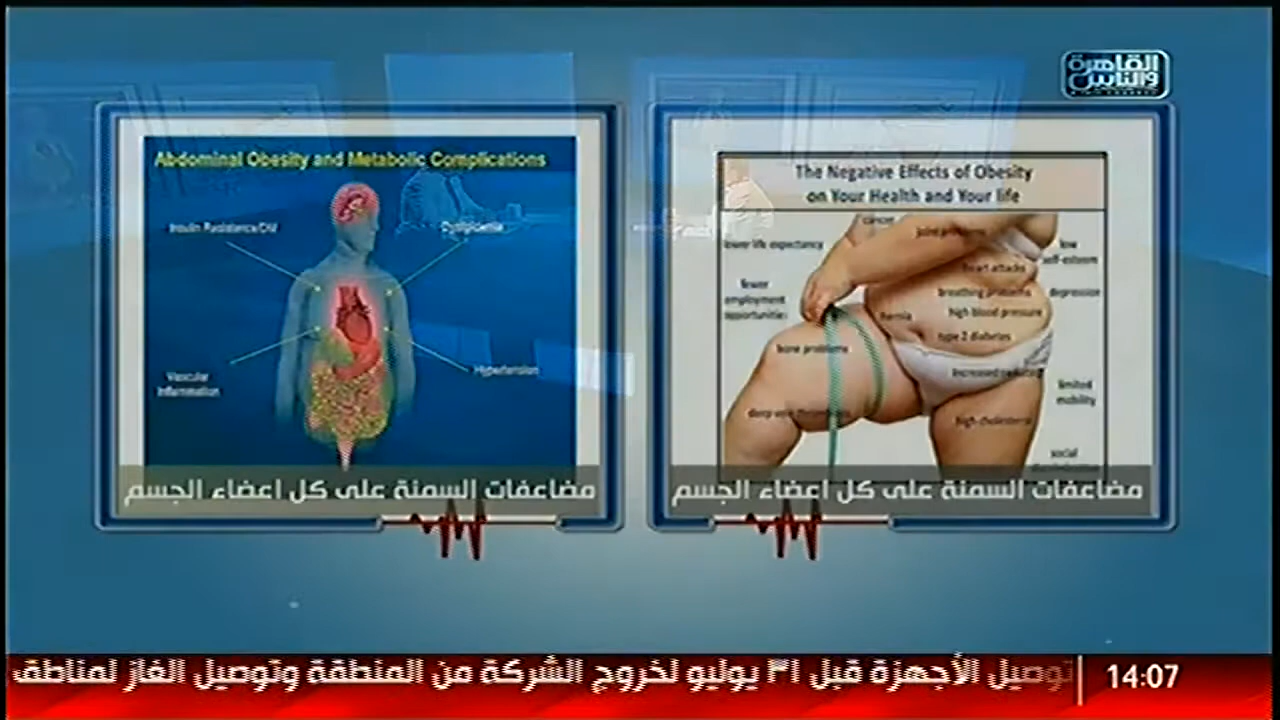 القاهرة
والناس
Abdominal Obesity and Metabolic Complications
Insulin Resistance/DM
Dyslipidemia
Vascular
Inflammation
Hypertension
مضاعفات السمنة على كل اعضاء الجسم
The Negative Effects of Obesity
on Your Health and Your life
cancer
joint problems
lower life expectancy
low
self-esteem
heart attacks
fewer
employment
opportunities
breathing problems
depression
hernia
high blood pressure
type 2 diabetes
bone problems
limited
mobility
deep vein
high cholesterol
social
مضاعفات السمنة على كل اعضاء الجسم
توصيل الأجهزة قبل ٣١ يوليو لخروج الشركة من المنطقة وتوصيل الغاز لمناطق
14:07